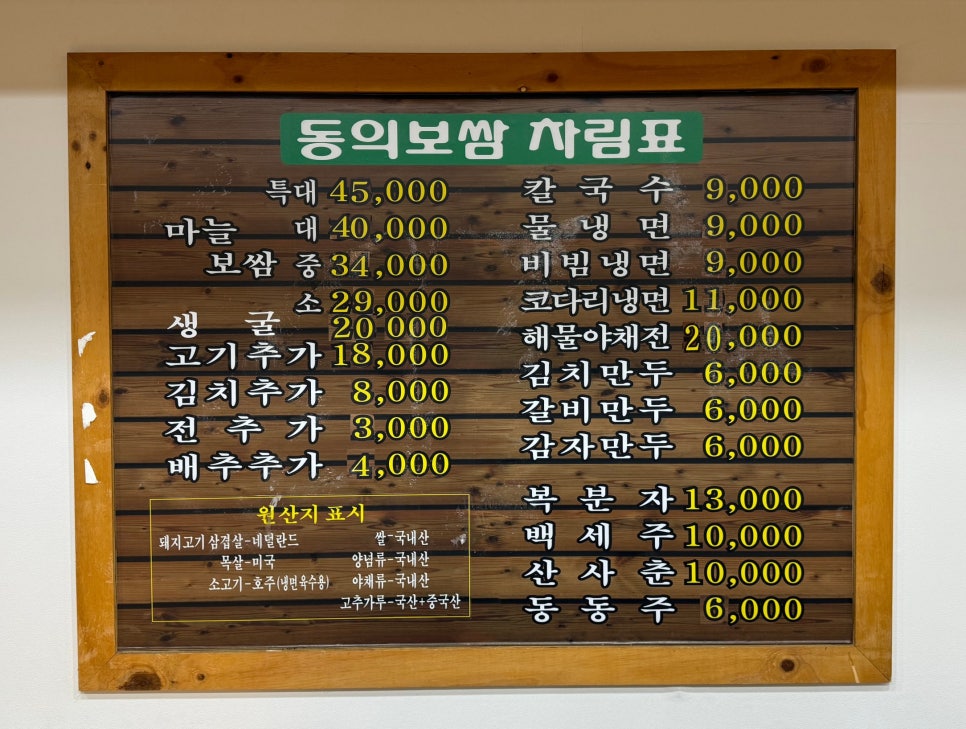 동의보쌈 차림표
특대 45,000
마늘 대 40,000
보쌈 중 34,000
소 29,000
생 굴 20 000
고기추가 18,000
김치추가 8,000
전 추 가 3,000
배추추가 4,000
원산지 표시
돼지고기 삼겹살-네덜란드
목살-미국
소고기-호주(냉면육수용)
쌀-국내산
양념류-국내산
야채류-국내산
고추가루-국산+중국산
칼 국 수 9,000
물 냉 면 9,000
비빔냉면 9,000
코다리냉면 11,000
해물야채전 20,000
김치만두 6,000
갈비만두 6,000
감자만두 6,000
복 분 자 13,000
백 세 주 10,000
산 사 춘 10,000
동 동 주 6,000